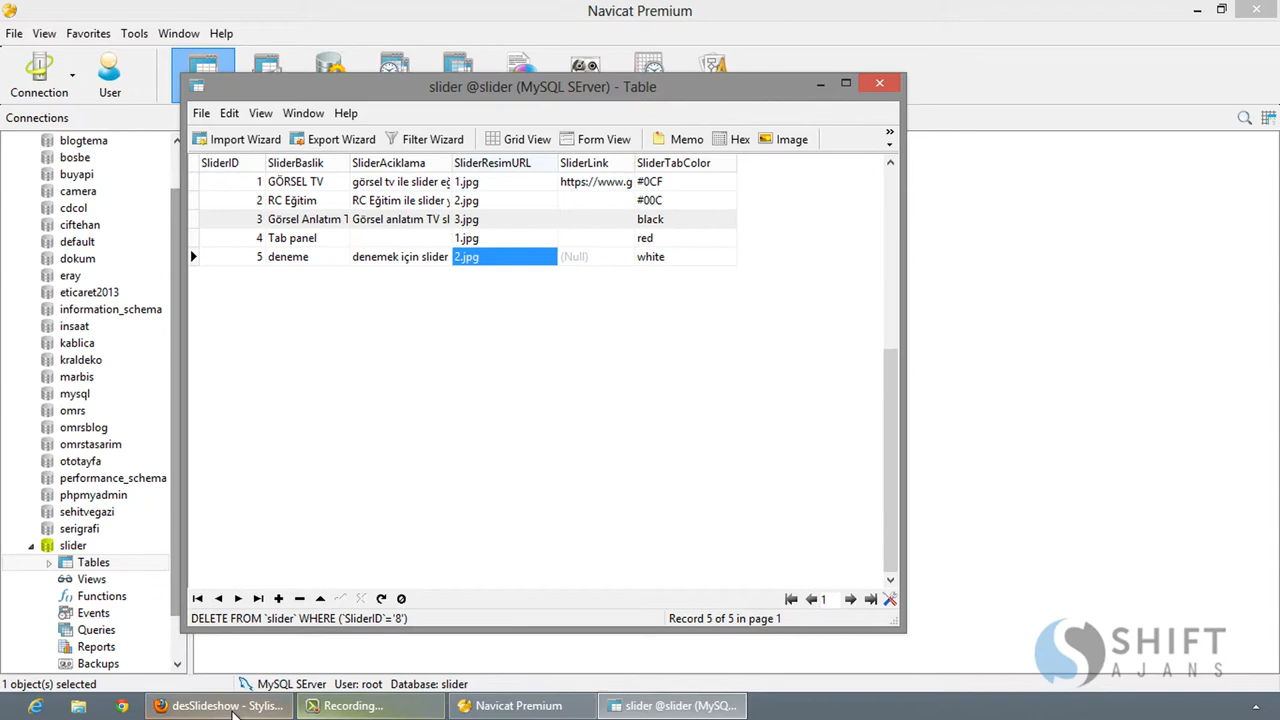 Navicat Premium
File View Favorites Tools Window Help
Connection User
Connections
blogtema
bosbe
buyapi
camera
cdcol
ciftehan
default
dokum
eray
eticaret2013
information_schema
insaat
kablica
kraldeko
marbis
mysql
omrs
omrsblog
omrstasarim
ototayfa
performance_schema
phpmyadmin
sehitvegazi
serigrafi
slider
Tables
Views
Functions
Events
Queries
Reports
Backups
slider @slider (MySQL SErver) - Table
File Edit View Window Help
Import Wizard Export Wizard Filter Wizard Grid View Form View Memo Hex Image
SliderID SliderBaslik SliderAciklama SliderResimURL SliderLink SliderTabColor
1 GÖRSEL TV görsel tv ile slider eğ 1.jpg https://www.g #0CF
2 RC Eğitim RC Eğitim ile slider y 2.jpg #00C
3 Görsel Anlatım T Görsel anlatım TV sl 3.jpg black
4 Tab panel 1.jpg red
5 deneme denemek için slider 2.jpg (Null) white
1
DELETE FROM `slider` WHERE (`SliderID`='8') Record 5 of 5 in page 1
SHIFT
AJANS
1 object(s) selected MySQL SErver User: root Database: slider
desSlideshow - Stylis... Recording... Navicat Premium slider @slider (MySQ...